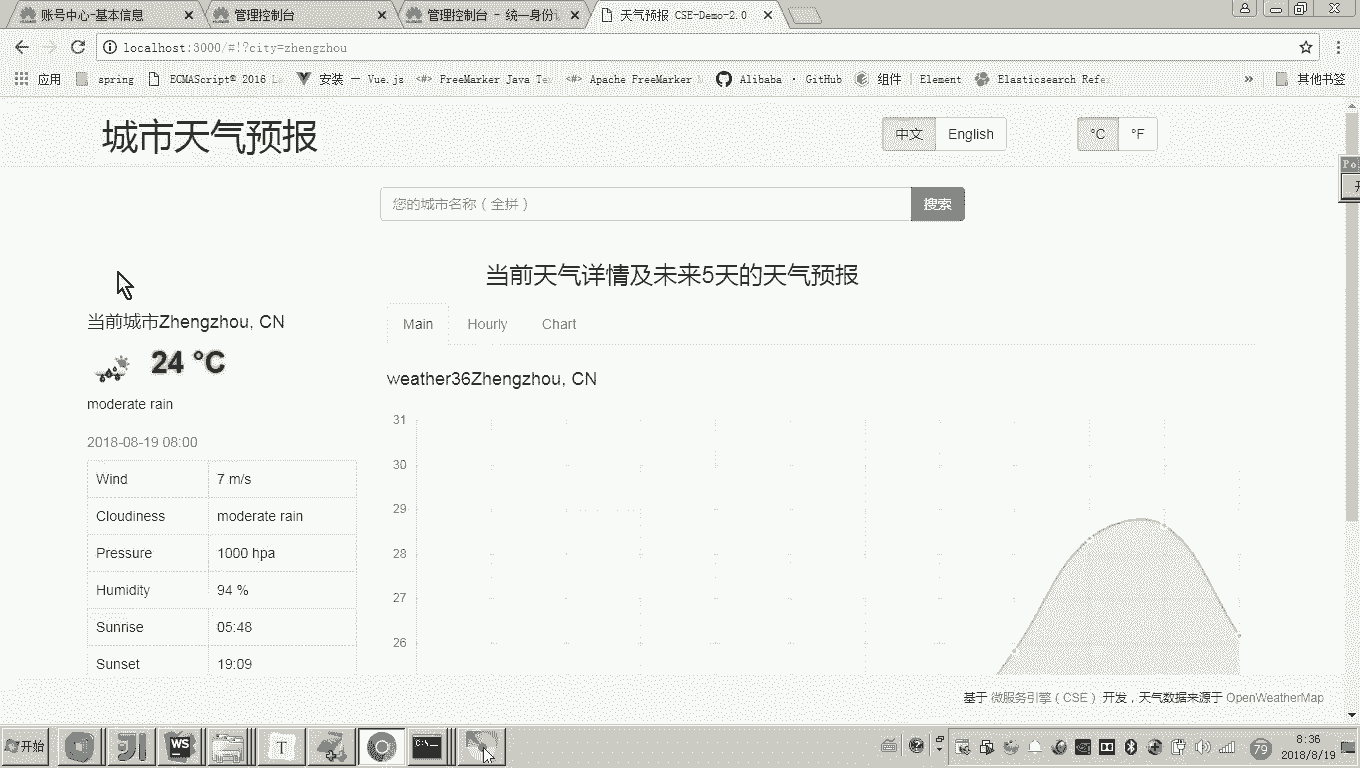 账号中心-基本信息
管理控制台
管理控制台 - 统一身份
天气预报 CSE-Demo-2.0
localhost:3000/#!?city=zhengzhou
应用 spring ECMAScript® 2016 安装 — Vue.js FreeMarker Java Te Apache FreeMarker Alibaba · GitHub 组件 | Element Elasticsearch Refe » 其他书签
城市天气预报
中文 English
°C °F
您的城市名称（全拼） 搜索
当前天气详情及未来5天的天气预报
当前城市Zhengzhou, CN
24 °C
moderate rain
2018-08-19 08:00
Wind 7 m/s
Cloudiness moderate rain
Pressure 1000 hpa
Humidity 94 %
Sunrise 05:48
Sunset 19:09
Main Hourly Chart
weather36Zhengzhou, CN
31
30
29
28
27
26
基于 微服务引擎（CSE） 开发，天气数据来源于 OpenWeatherMap
开始
WS
T
C:\
79
8:36
2018/8/19